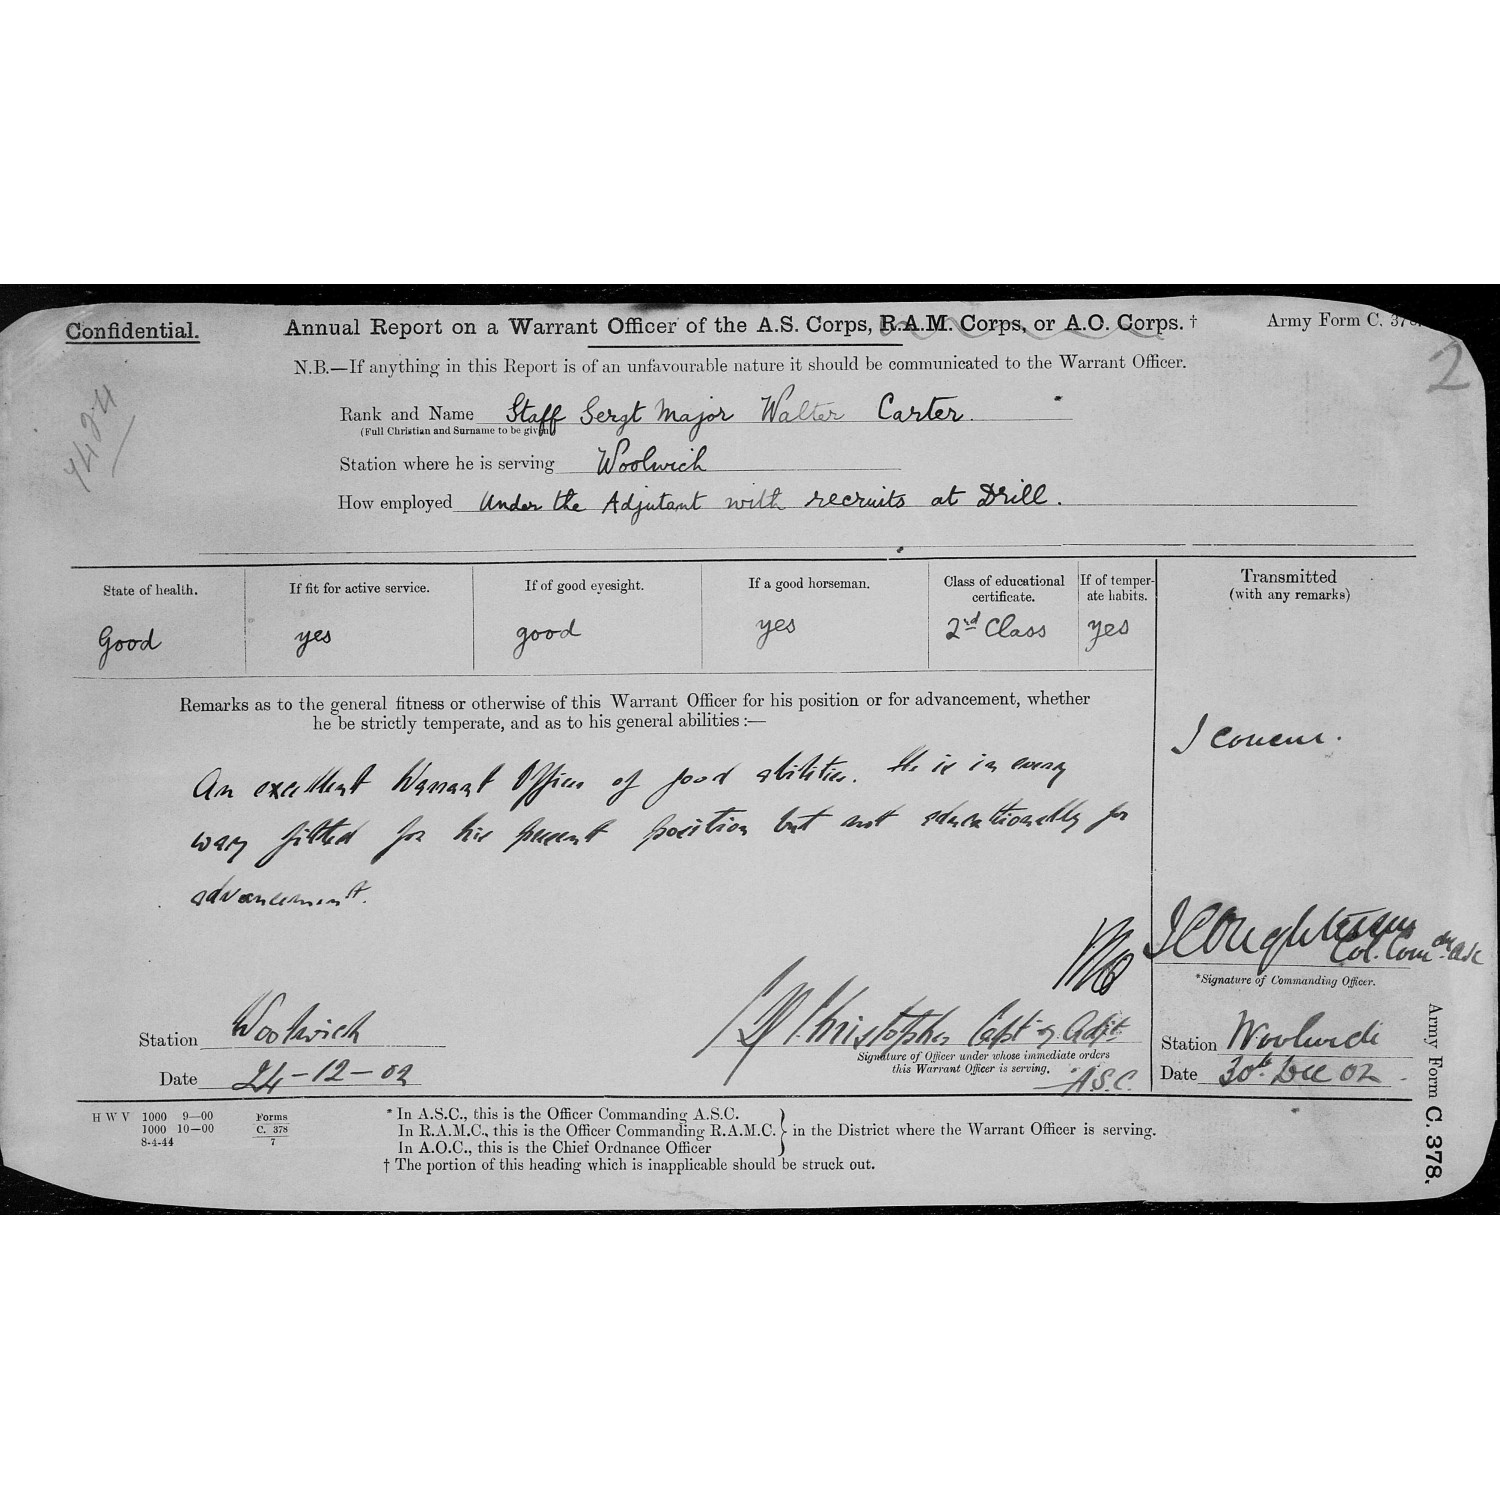 Confidential. Annual Report on a Warrant Officer of the A.S. Corps, R.A.M. Corps, or A.O. Corps. † Army Form C. 378.
2
N.B.—If anything in this Report is of an unfavourable nature it should be communicated to the Warrant Officer.
Rank and Name Staff Sergt Major Walter Carter.
(Full Christian and Surname to be given)
Station where he is serving Woolwich
How employed Under the Adjutant with recruits at Drill.
State of health. If fit for active service. If of good eyesight. If a good horseman. Class of educational certificate. If of temperate habits.
Good yes good yes 2nd Class yes
Transmitted
(with any remarks)
I concur.
Remarks as to the general fitness or otherwise of this Warrant Officer for his position or for advancement, whether
he be strictly temperate, and as to his general abilities :—
An excellent Warrant Officer of good abilities. He is in every
way fitted for his present position but not educationally for
advancement.
Station Woolwich
Date 24-12-02
Christopher Capt & Adjt
A.S.C.
Signature of Officer under whose immediate orders
this Warrant Officer is serving.
Col. Comdg ASC
*Signature of Commanding Officer.
Station Woolwich
Date 30th Dec 02.
H W V 1000 9—00
1000 10—00
8-4-44
Forms
C. 378
7
* In A.S.C., this is the Officer Commanding A.S.C.
In R.A.M.C., this is the Officer Commanding R.A.M.C. } in the District where the Warrant Officer is serving.
In A.O.C., this is the Chief Ordnance Officer
† The portion of this heading which is inapplicable should be struck out.
Army Form C. 378.